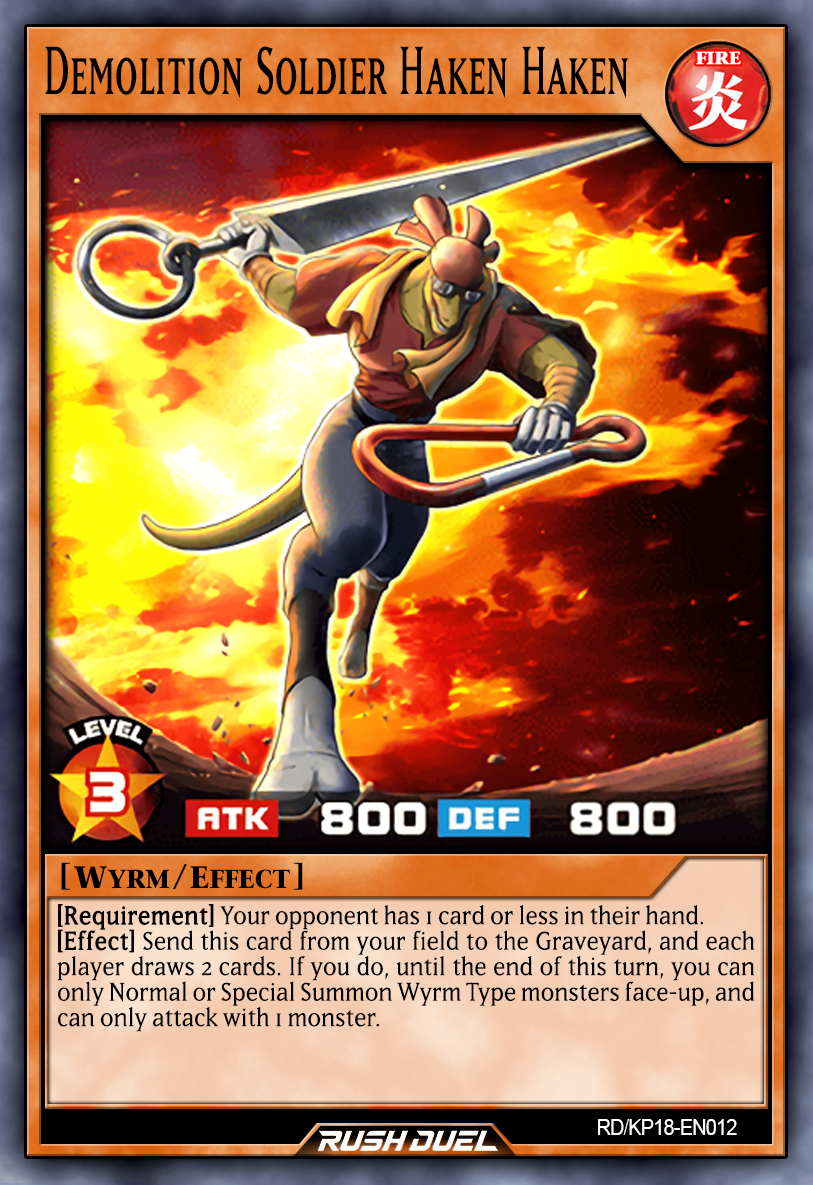 Demolition Soldier Haken Haken
FIRE
炎
LEVEL
3
ATK 800 DEF 800
[Wyrm/Effect]
[Requirement] Your opponent has 1 card or less in their hand.
[Effect] Send this card from your field to the Graveyard, and each
player draws 2 cards. If you do, until the end of this turn, you can
only Normal or Special Summon Wyrm Type monsters face-up, and
can only attack with 1 monster.
RD/KP18-EN012
RUSH DUEL